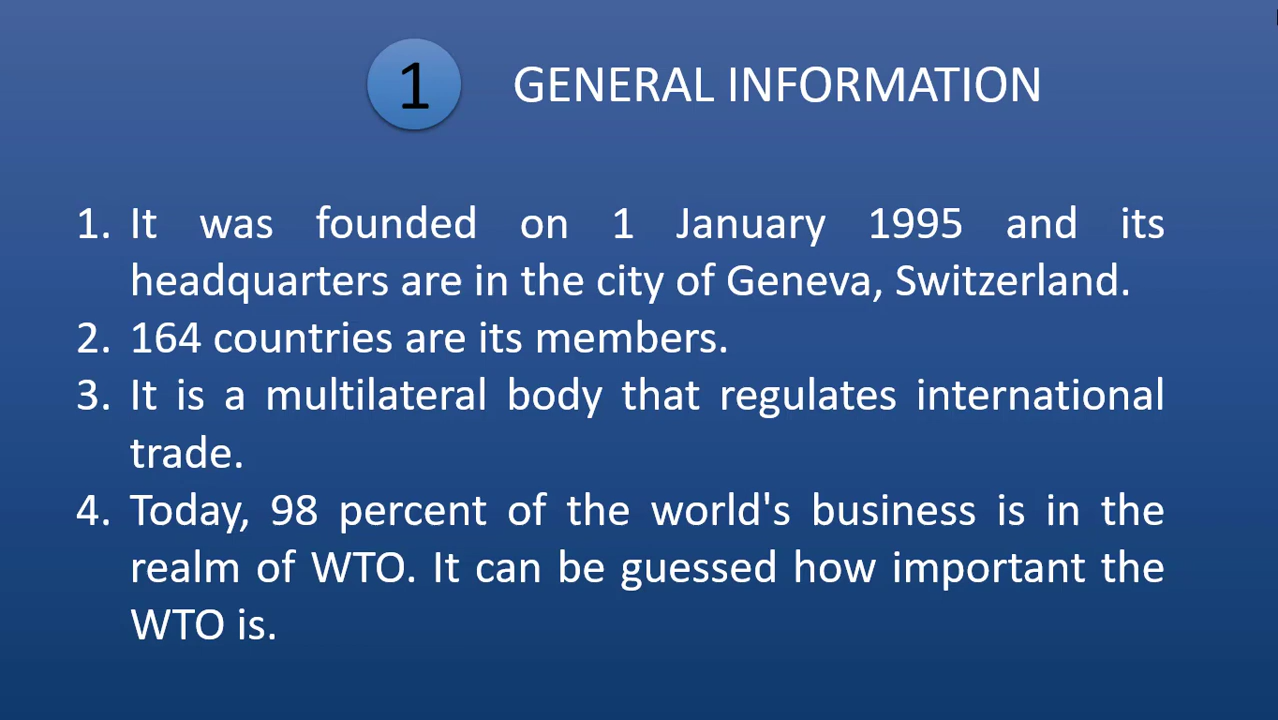 1 GENERAL INFORMATION
1. It was founded on 1 January 1995 and its
headquarters are in the city of Geneva, Switzerland.
2. 164 countries are its members.
3. It is a multilateral body that regulates international
trade.
4. Today, 98 percent of the world's business is in the
realm of WTO. It can be guessed how important the
WTO is.